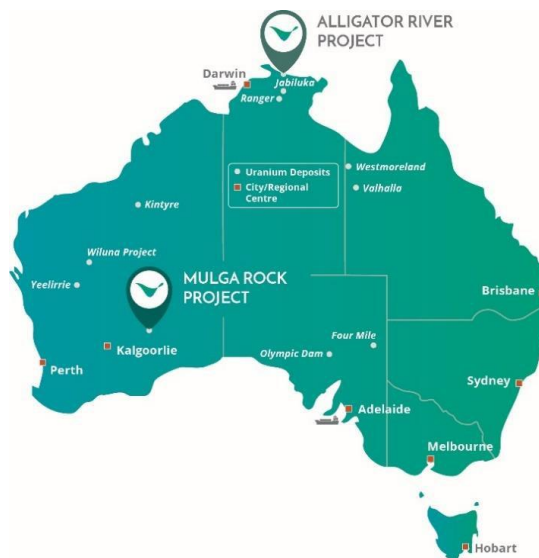 ALLIGATOR RIVER
PROJECT
Darwin
Jabiluka
Ranger
Uranium Deposits
City/Regional
Centre
Westmoreland
Valhalla
Kintyre
Wiluna Project
Yeelirrie
MULGA ROCK
PROJECT
Brisbane
Kalgoorlie
Four Mile
Olympic Dam
Perth
Sydney
Adelaide
Melbourne
Hobart